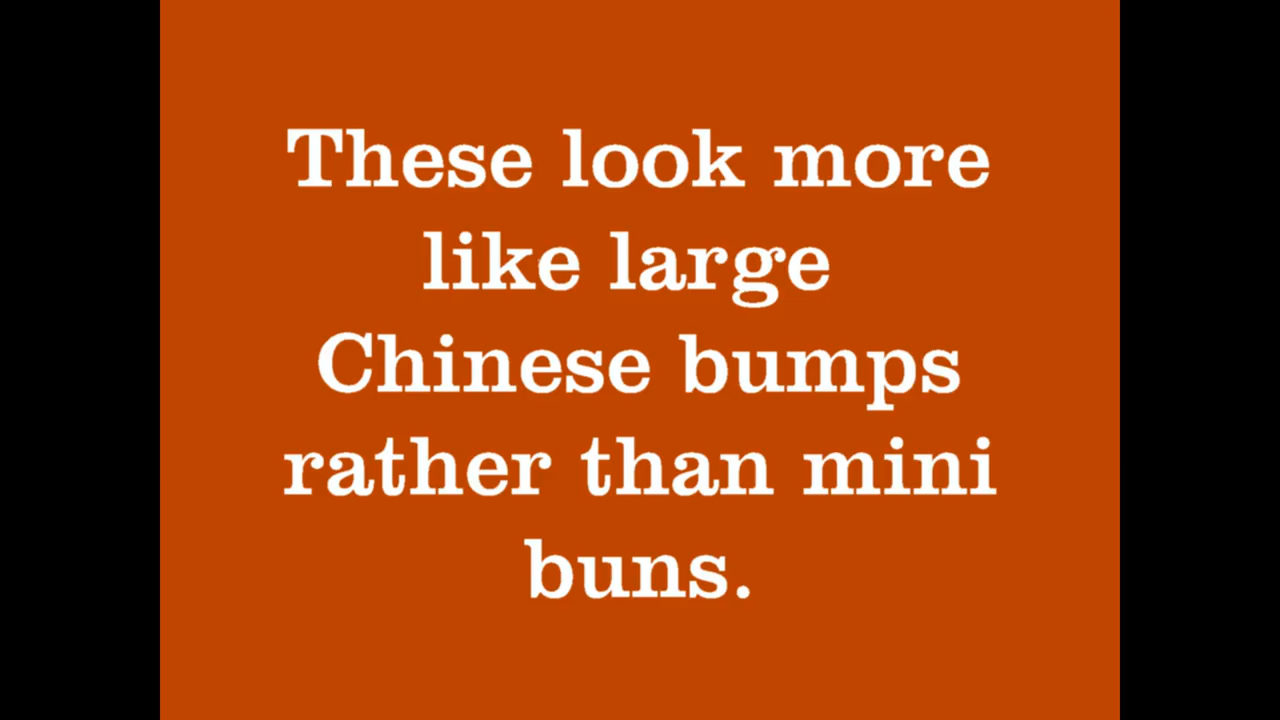 These look more
like large
Chinese bumps
rather than mini
buns.